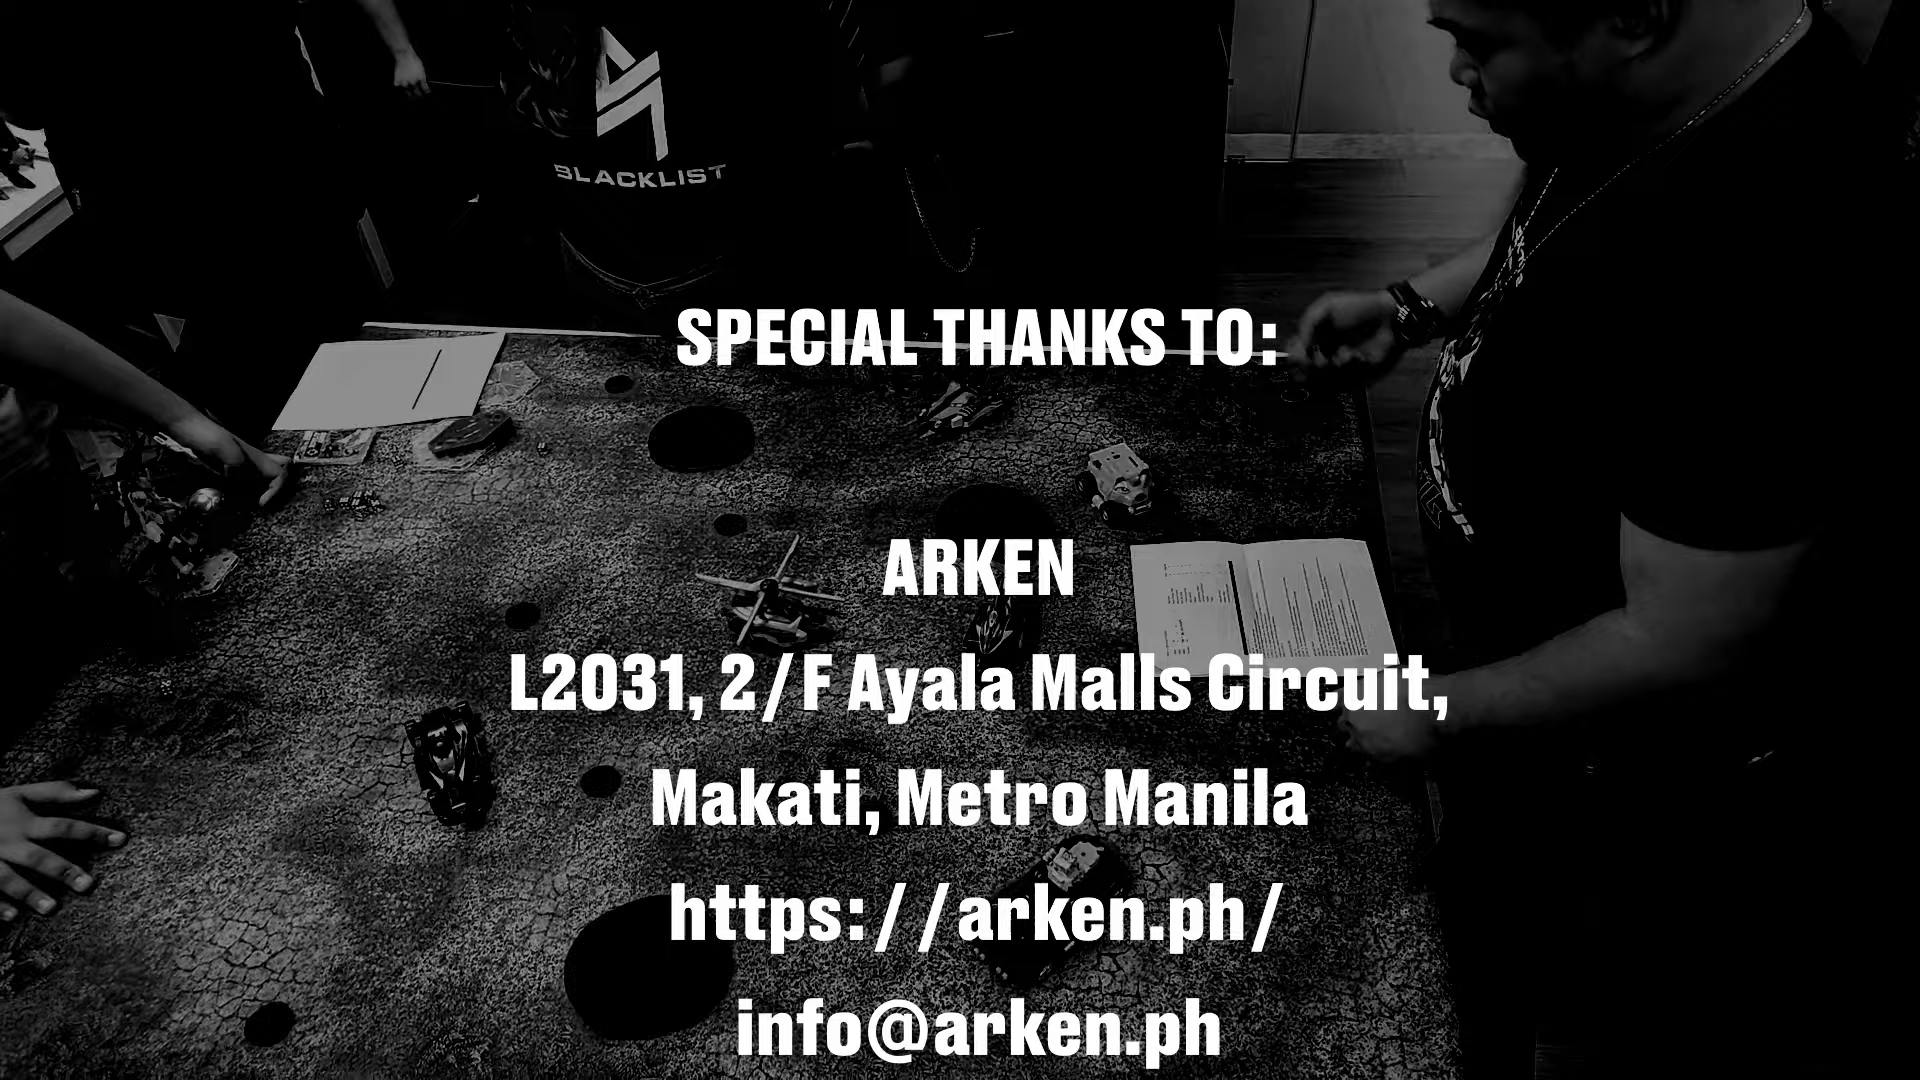 BLACKLIST
SPECIAL THANKS TO:
ARKEN
L2031, 2/F Ayala Malls Circuit,
Makati, Metro Manila
https://arken.ph/
info@arken.ph